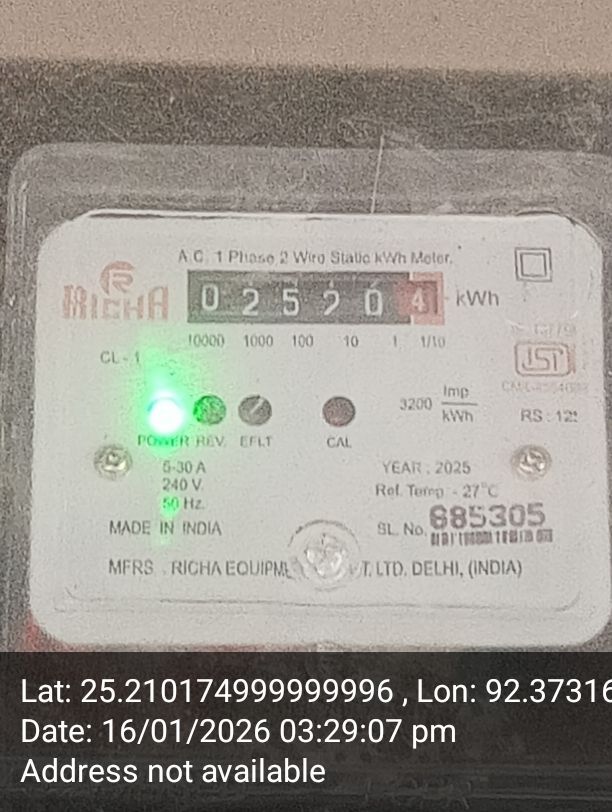 A.C. 1 Phase 2 Wire Static kWh Meter.
RICHA
0 2 5 2 0 4 kWh
10000 1000 100 10 1 1/10
CL - 1
ISI
3200 Imp/kWh
RS : 12
POWER REV. EFLT CAL
5-30 A
240 V.
50 Hz.
YEAR : 2025
Ref. Temp - 27°C
MADE IN INDIA
SL. No. 885305
MFRS . RICHA EQUIPM T. LTD. DELHI, (INDIA)
Lat: 25.210174999999996 , Lon: 92.37316
Date: 16/01/2026 03:29:07 pm
Address not available